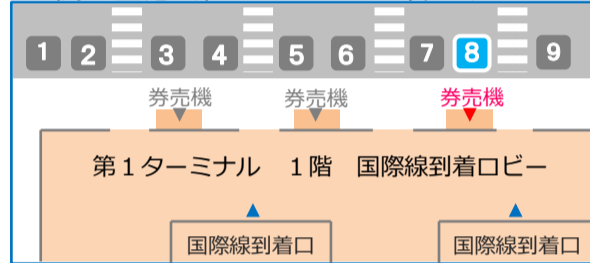 1 2 3 4 5 6 7 8 9
券売機 券売機 券売機
第１ターミナル　１階　国際線到着ロビー
国際線到着口 国際線到着口